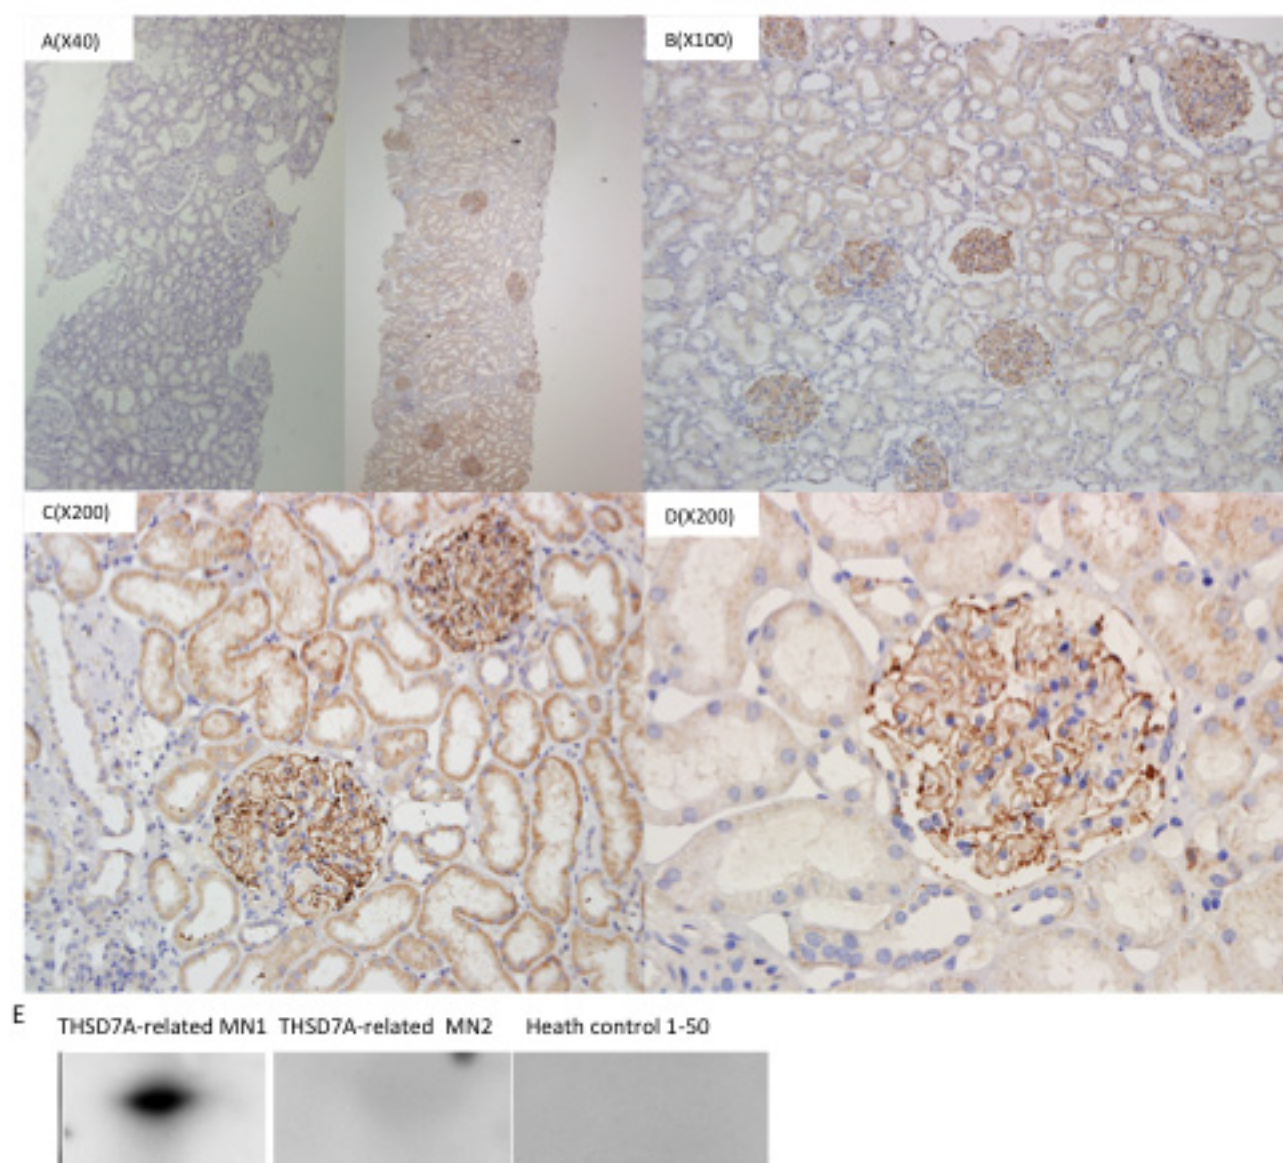 A(X40)
B(X100)
C(X200)
D(X200)
E
THSD7A-related MN1 THSD7A-related MN2 Heath control 1-50